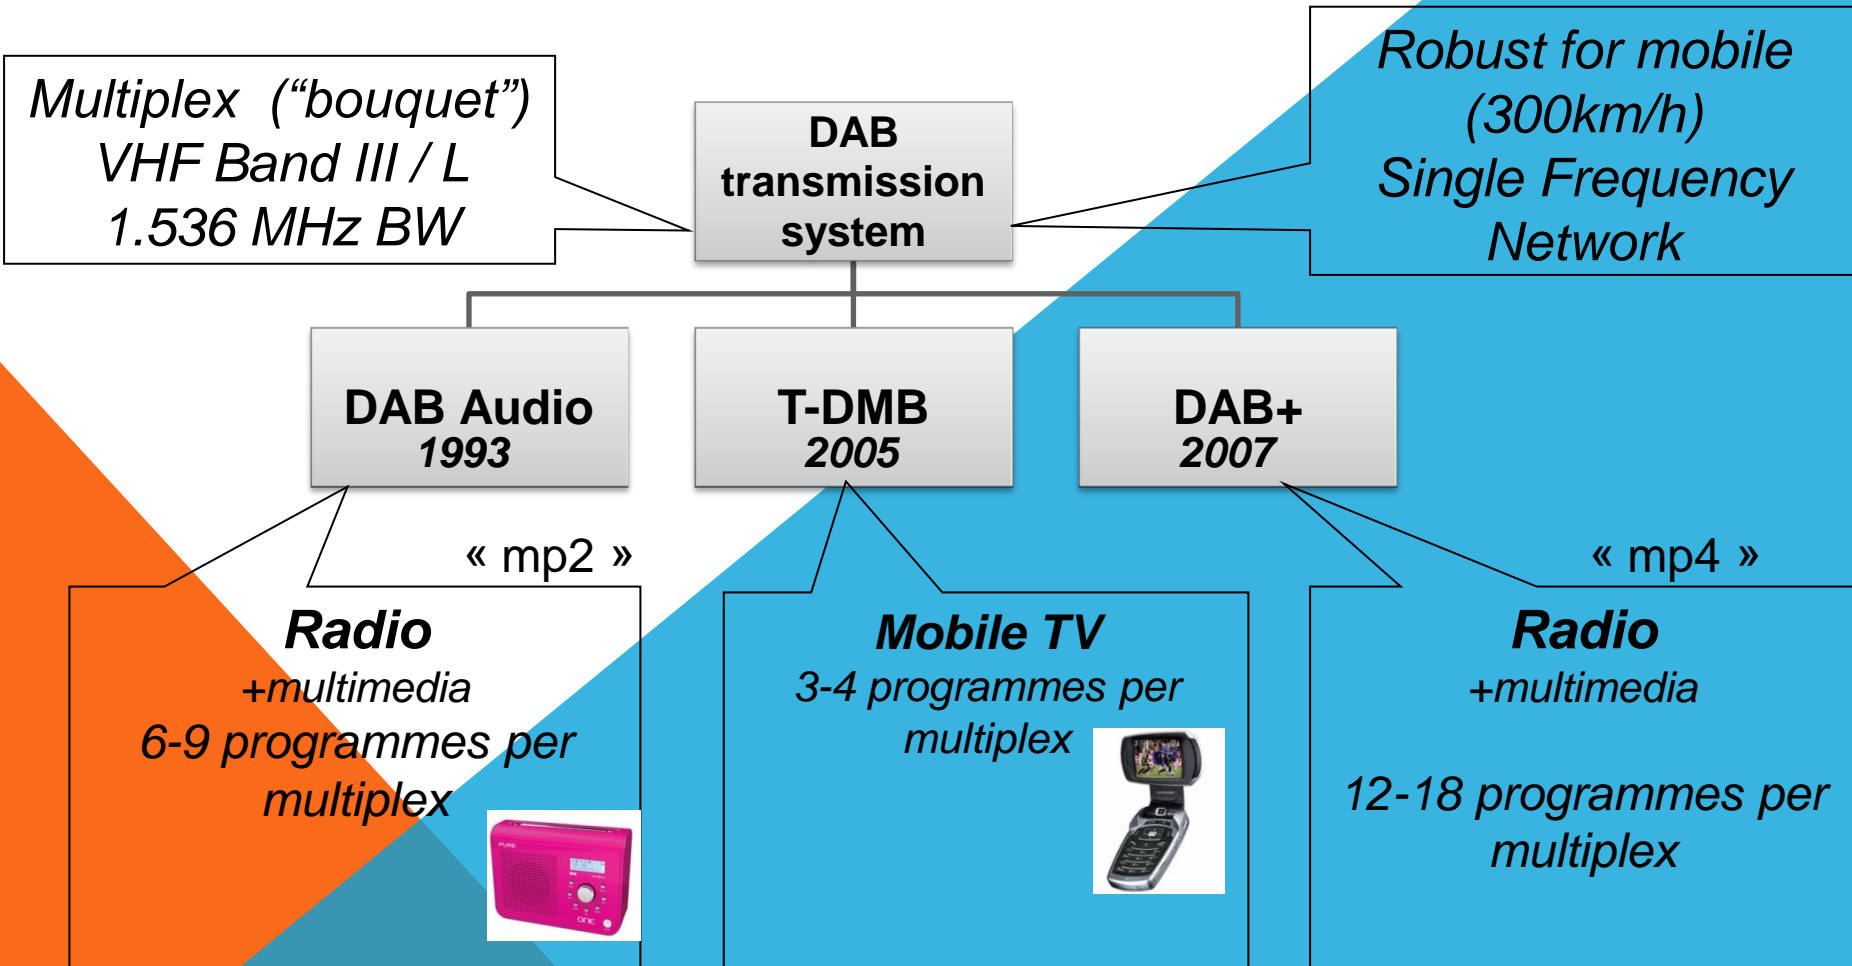 Multiplex (“bouquet”)
VHF Band III / L
1.536 MHz BW
DAB
transmission
system
Robust for mobile
(300km/h)
Single Frequency
Network
DAB Audio
1993
T-DMB
2005
DAB+
2007
« mp2 »
Radio
+multimedia
6-9 programmes per
multiplex
PURE
ONE
Mobile TV
3-4 programmes per
multiplex
« mp4 »
Radio
+multimedia
12-18 programmes per
multiplex